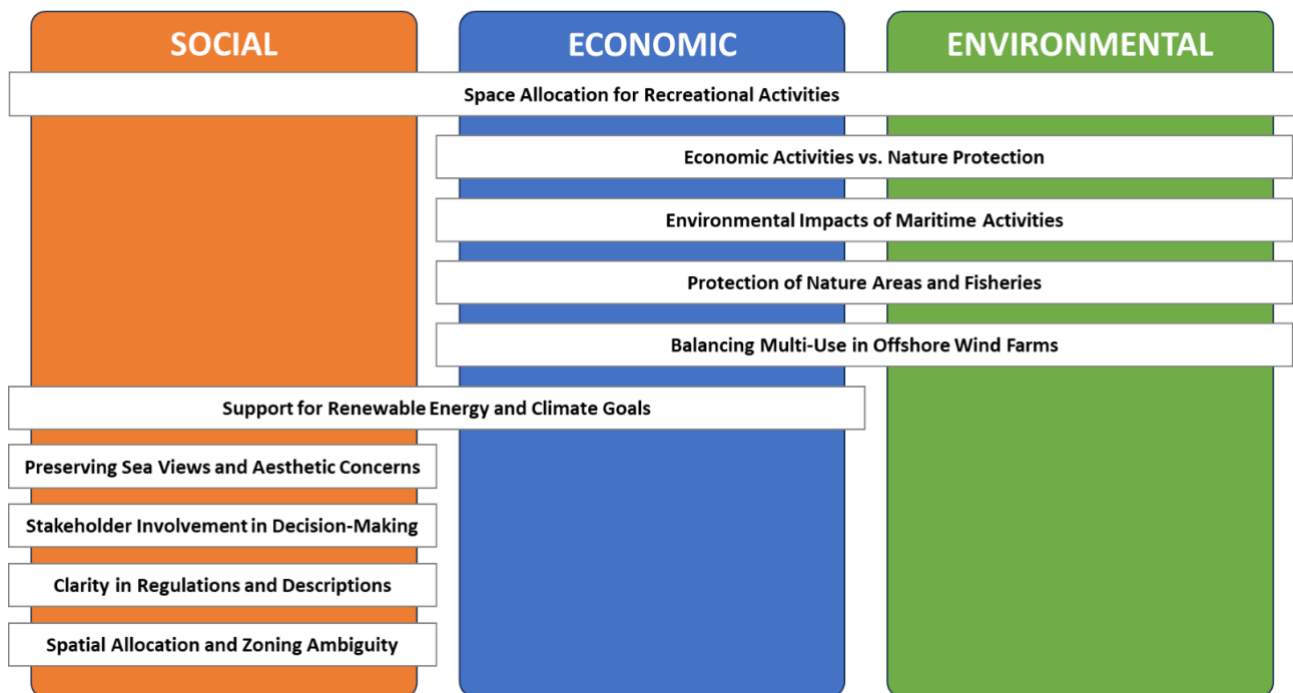 SOCIAL
ECONOMIC
ENVIRONMENTAL
Space Allocation for Recreational Activities
Economic Activities vs. Nature Protection
Environmental Impacts of Maritime Activities
Protection of Nature Areas and Fisheries
Balancing Multi-Use in Offshore Wind Farms
Support for Renewable Energy and Climate Goals
Preserving Sea Views and Aesthetic Concerns
Stakeholder Involvement in Decision-Making
Clarity in Regulations and Descriptions
Spatial Allocation and Zoning Ambiguity